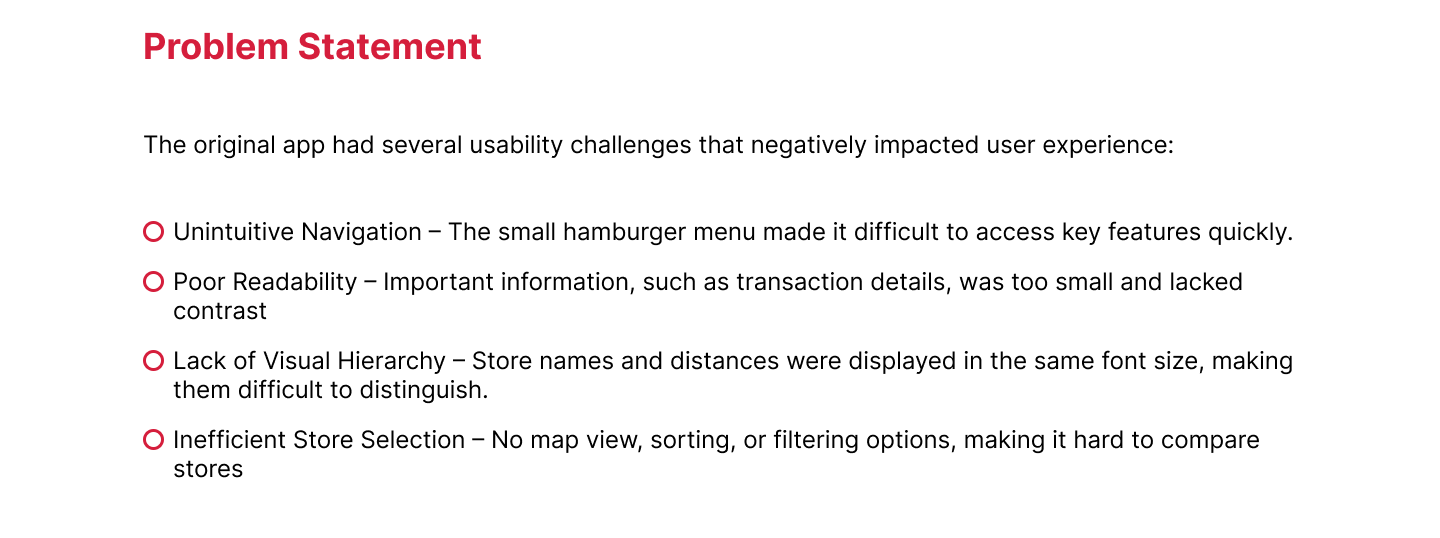 Problem Statement
The original app had several usability challenges that negatively impacted user experience:
Unintuitive Navigation – The small hamburger menu made it difficult to access key features quickly.
Poor Readability – Important information, such as transaction details, was too small and lacked
contrast
Lack of Visual Hierarchy – Store names and distances were displayed in the same font size, making
them difficult to distinguish.
Inefficient Store Selection – No map view, sorting, or filtering options, making it hard to compare
stores